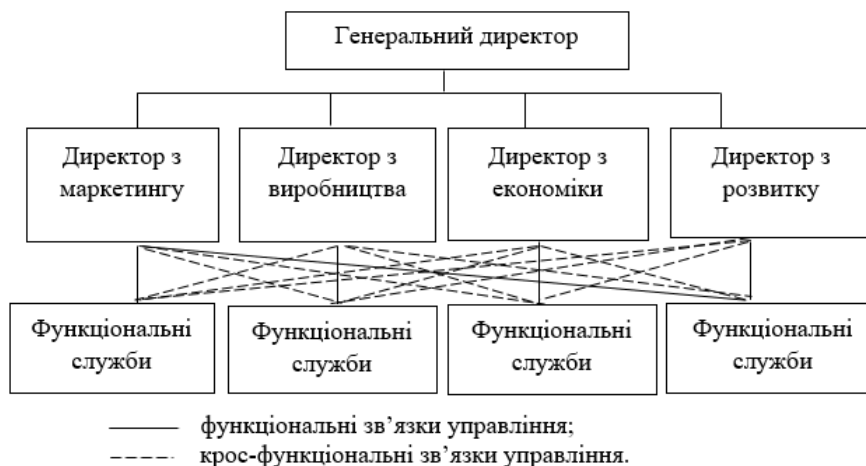 Генеральний директор
Директор з
маркетингу
Директор з
виробництва
Директор з
економіки
Директор з
розвитку
Функціональні
служби
Функціональні
служби
Функціональні
служби
Функціональні
служби
функціональні зв’язки управління;
крос-функціональні зв’язки управління.